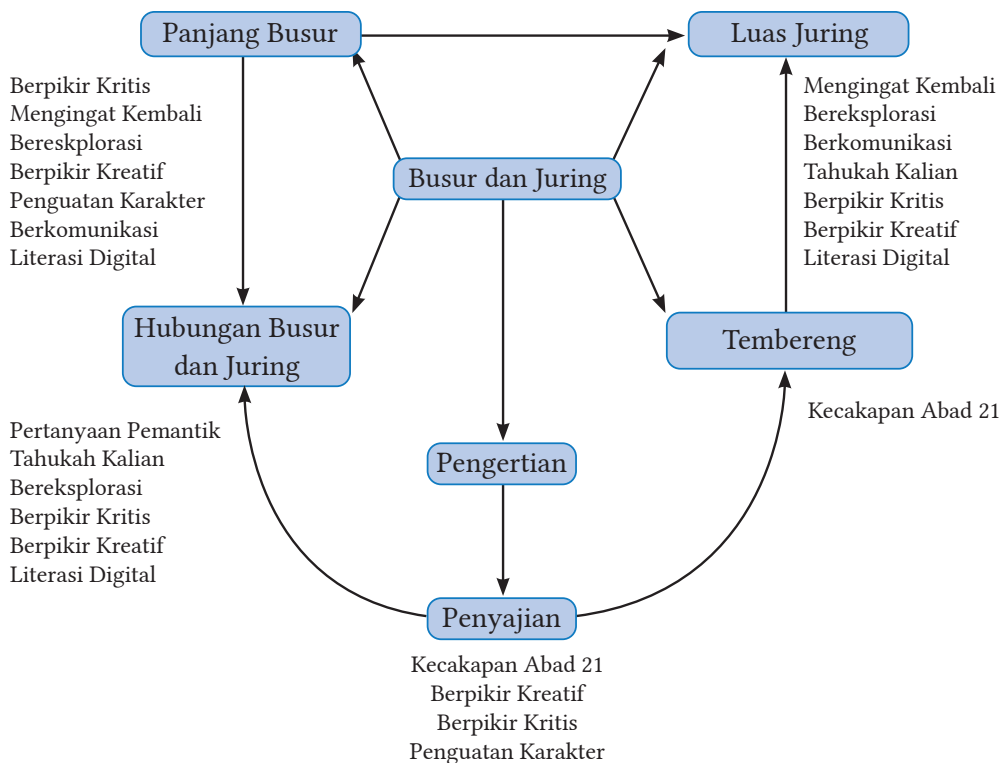 Panjang Busur
Luas Juring
Berpikir Kritis
Mengingat Kembali
Bereskplorasi
Berpikir Kreatif
Penguatan Karakter
Berkomunikasi
Literasi Digital
Mengingat Kembali
Bereksplorasi
Berkomunikasi
Tahukah Kalian
Berpikir Kritis
Berpikir Kreatif
Literasi Digital
Busur dan Juring
Hubungan Busur
dan Juring
Tembereng
Kecakapan Abad 21
Pertanyaan Pemantik
Tahukah Kalian
Bereksplorasi
Berpikir Kritis
Berpikir Kreatif
Literasi Digital
Pengertian
Penyajian
Kecakapan Abad 21
Berpikir Kreatif
Berpikir Kritis
Penguatan Karakter